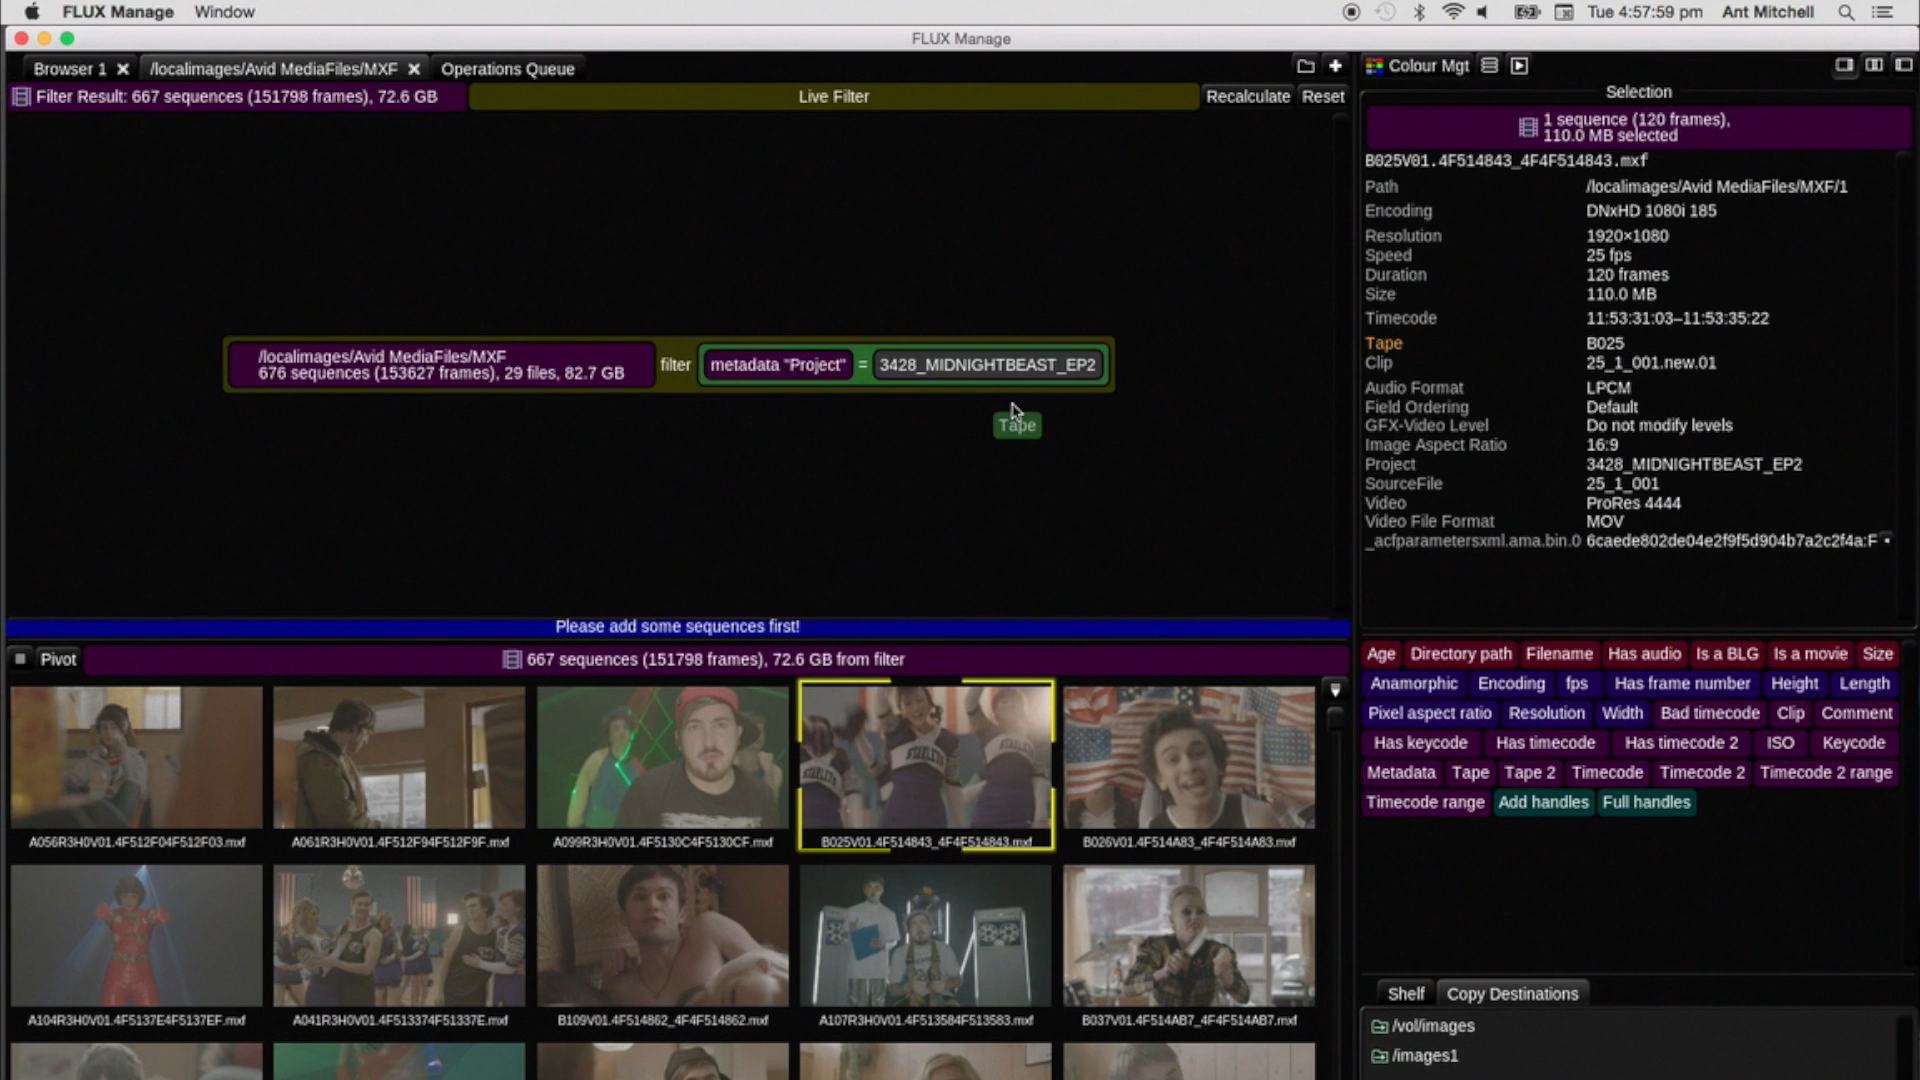 FLUX Manage Window
Tue 4:57:59 pm Ant Mitchell
FLUX Manage
Browser 1 /localimages/Avid MediaFiles/MXF Operations Queue
Filter Result: 667 sequences (151798 frames), 72.6 GB
Live Filter
Recalculate Reset
/localimages/Avid MediaFiles/MXF
676 sequences (153627 frames), 29 files, 82.7 GB
filter
metadata "Project" = 3428_MIDNIGHTBEAST_EP2
Tape
Please add some sequences first!
Pivot
667 sequences (151798 frames), 72.6 GB from filter
STARLETS
A056R3H0V01.4F512F04F512F03.mxf
A061R3H0V01.4F512F94F512F9F.mxf
A099R3H0V01.4F5130C4F5130CF.mxf
B025V01.4F514843_4F4F514843.mxf
B026V01.4F514A83_4F4F514A83.mxf
A104R3H0V01.4F5137E4F5137EF.mxf
A041R3H0V01.4F513374F51337E.mxf
B109V01.4F514862_4F4F514862.mxf
A107R3H0V01.4F513584F513583.mxf
B037V01.4F514AB7_4F4F514AB7.mxf
Colour Mgt
Selection
1 sequence (120 frames),
110.0 MB selected
B025V01.4F514843_4F4F514843.mxf
Path /localimages/Avid MediaFiles/MXF/1
Encoding DNxHD 1080i 185
Resolution 1920×1080
Speed 25 fps
Duration 120 frames
Size 110.0 MB
Timecode 11:53:31:03–11:53:35:22
Tape B025
Clip 25_1_001.new.01
Audio Format LPCM
Field Ordering Default
GFX-Video Level Do not modify levels
Image Aspect Ratio 16:9
Project 3428_MIDNIGHTBEAST_EP2
SourceFile 25_1_001
Video ProRes 4444
Video File Format MOV
_acfparametersxml.ama.bin.0 6caede802de04e2f9f5d904b7a2c2f4a:F
Age Directory path Filename Has audio Is a BLG Is a movie Size
Anamorphic Encoding fps Has frame number Height Length
Pixel aspect ratio Resolution Width Bad timecode Clip Comment
Has keycode Has timecode Has timecode 2 ISO Keycode
Metadata Tape Tape 2 Timecode Timecode 2 Timecode 2 range
Timecode range Add handles Full handles
Shelf Copy Destinations
/vol/images
/images1